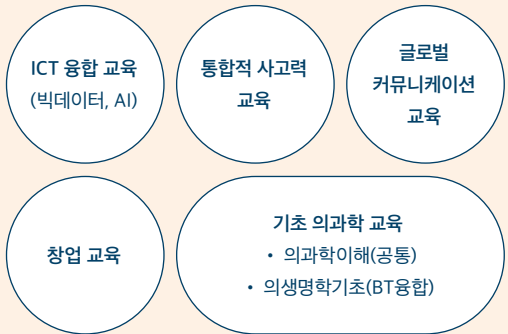 ICT 융합 교육
(빅데이터, AI)
통합적 사고력
교육
글로벌
커뮤니케이션
교육
창업 교육
기초 의과학 교육
• 의과학이해(공통)
• 의생명학기초(BT융합)